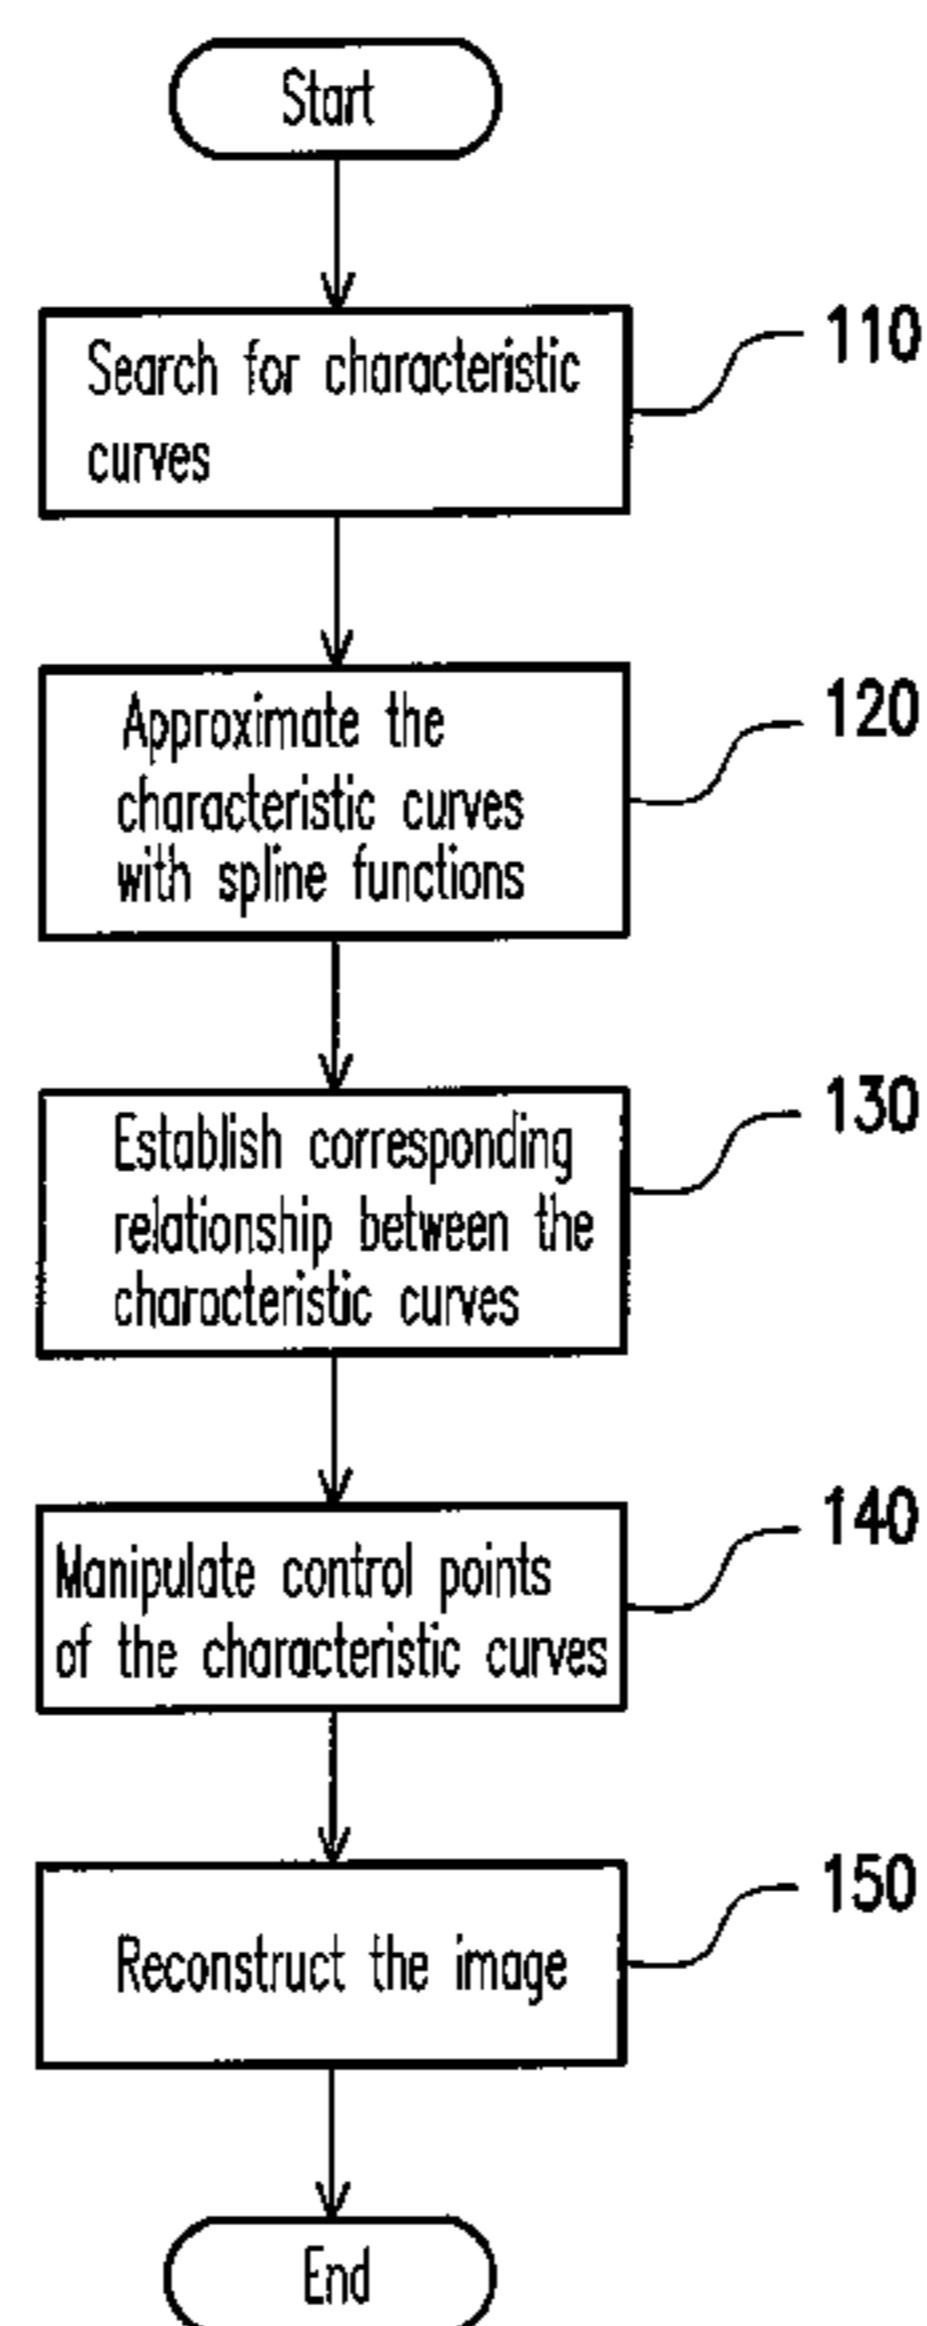 Start
Search for characteristic
curves
110
Approximate the
characteristic curves
with spline functions
120
Establish corresponding
relationship between the
characteristic curves
130
Manipulate control points
of the characteristic curves
140
Reconstruct the image
150
End